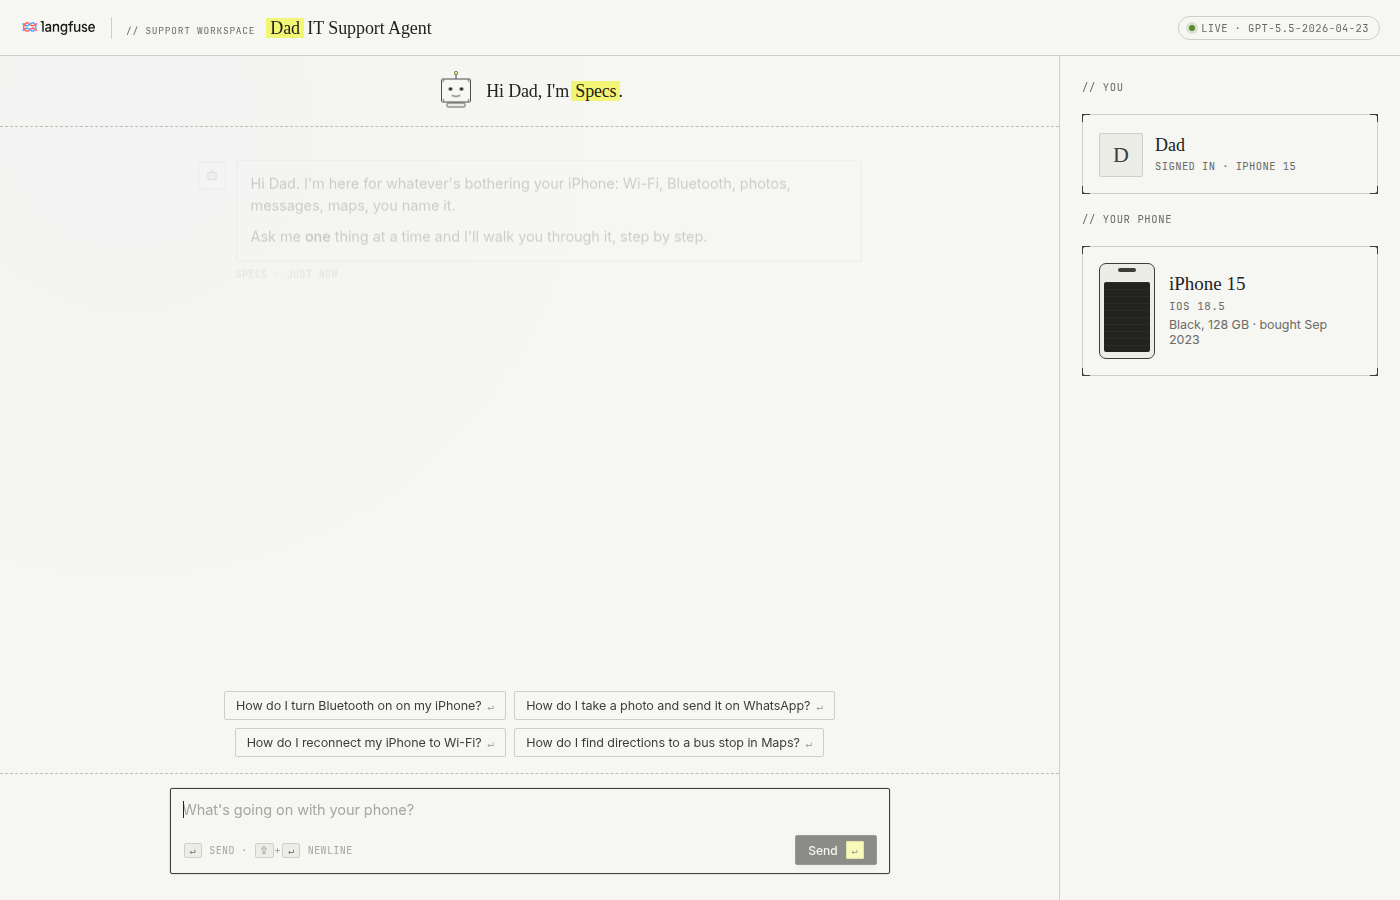 langfuse
// SUPPORT WORKSPACE
Dad IT Support Agent
LIVE · GPT-5.5-2026-04-23
Hi Dad, I'm Specs.
Hi Dad. I'm here for whatever's bothering your iPhone: Wi-Fi, Bluetooth, photos,
messages, maps, you name it.
Ask me one thing at a time and I'll walk you through it, step by step.
SPECS · JUST NOW
How do I turn Bluetooth on on my iPhone? ↵
How do I take a photo and send it on WhatsApp? ↵
How do I reconnect my iPhone to Wi-Fi? ↵
How do I find directions to a bus stop in Maps? ↵
What's going on with your phone?
↵ SEND · ⇧+↵ NEWLINE
Send ↵
// YOU
D
Dad
SIGNED IN · IPHONE 15
// YOUR PHONE
iPhone 15
IOS 18.5
Black, 128 GB · bought Sep
2023